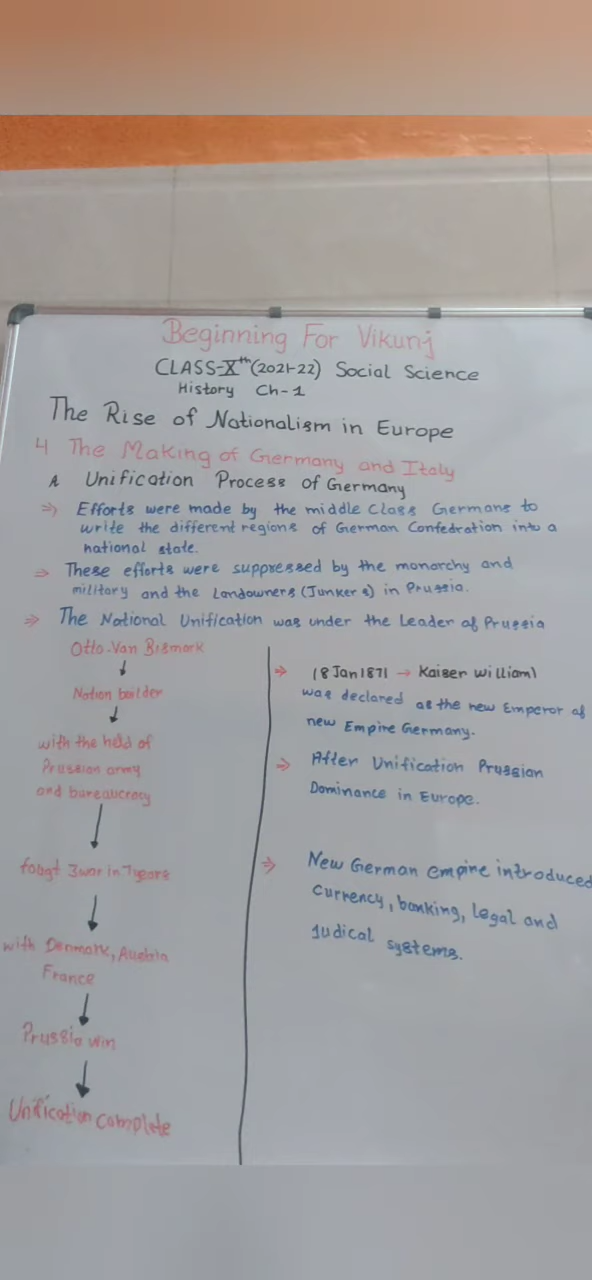 Beginning For Vikunj
CLASS-Xth (2021-22) Social Science
History Ch-1
The Rise of Nationalism in Europe
4 The Making of Germany and Italy
A Unification Process of Germany
⇒ Efforts were made by the middle Class Germans to
write the different regions of German Confedration into a
national state.
⇒ These efforts were suppressed by the monarchy and
military and the Landowners (Junkers) in Prussia.
⇒ The National Unification was under the Leader of Prussia
Otto-Van Bismark
↓
Nation builder
↓
with the held of
Prussian army
and bureaucracy
↓
fougt 3 war in 7 years
↓
with Denmark, Austria
France
↓
Prussia win
↓
Unification complete
⇒ 18 Jan 1871 → Kaiser William1
was declared as the new Emperor of
new Empire Germany.
⇒ After Unification Prussian
Dominance in Europe.
⇒ New German empire introduced
currency, banking, legal and
Judical systems.